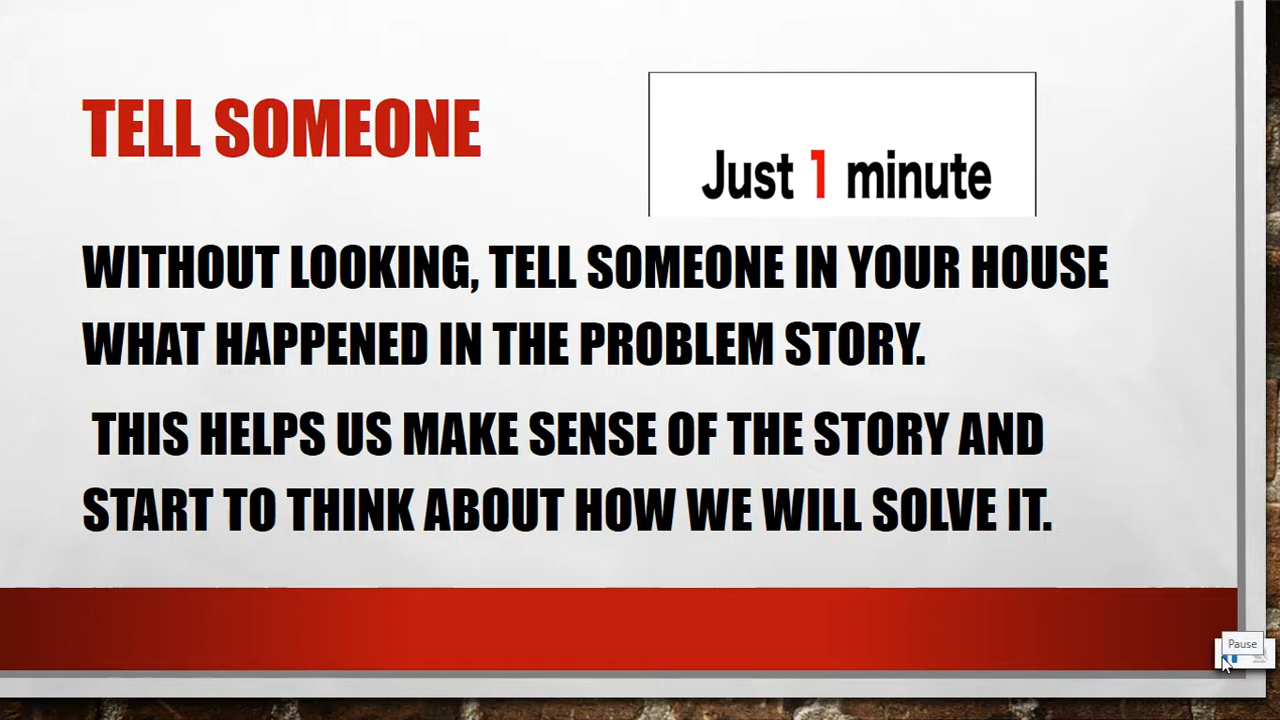 TELL SOMEONE
Just 1 minute
WITHOUT LOOKING, TELL SOMEONE IN YOUR HOUSE
WHAT HAPPENED IN THE PROBLEM STORY.
THIS HELPS US MAKE SENSE OF THE STORY AND
START TO THINK ABOUT HOW WE WILL SOLVE IT.
Pause